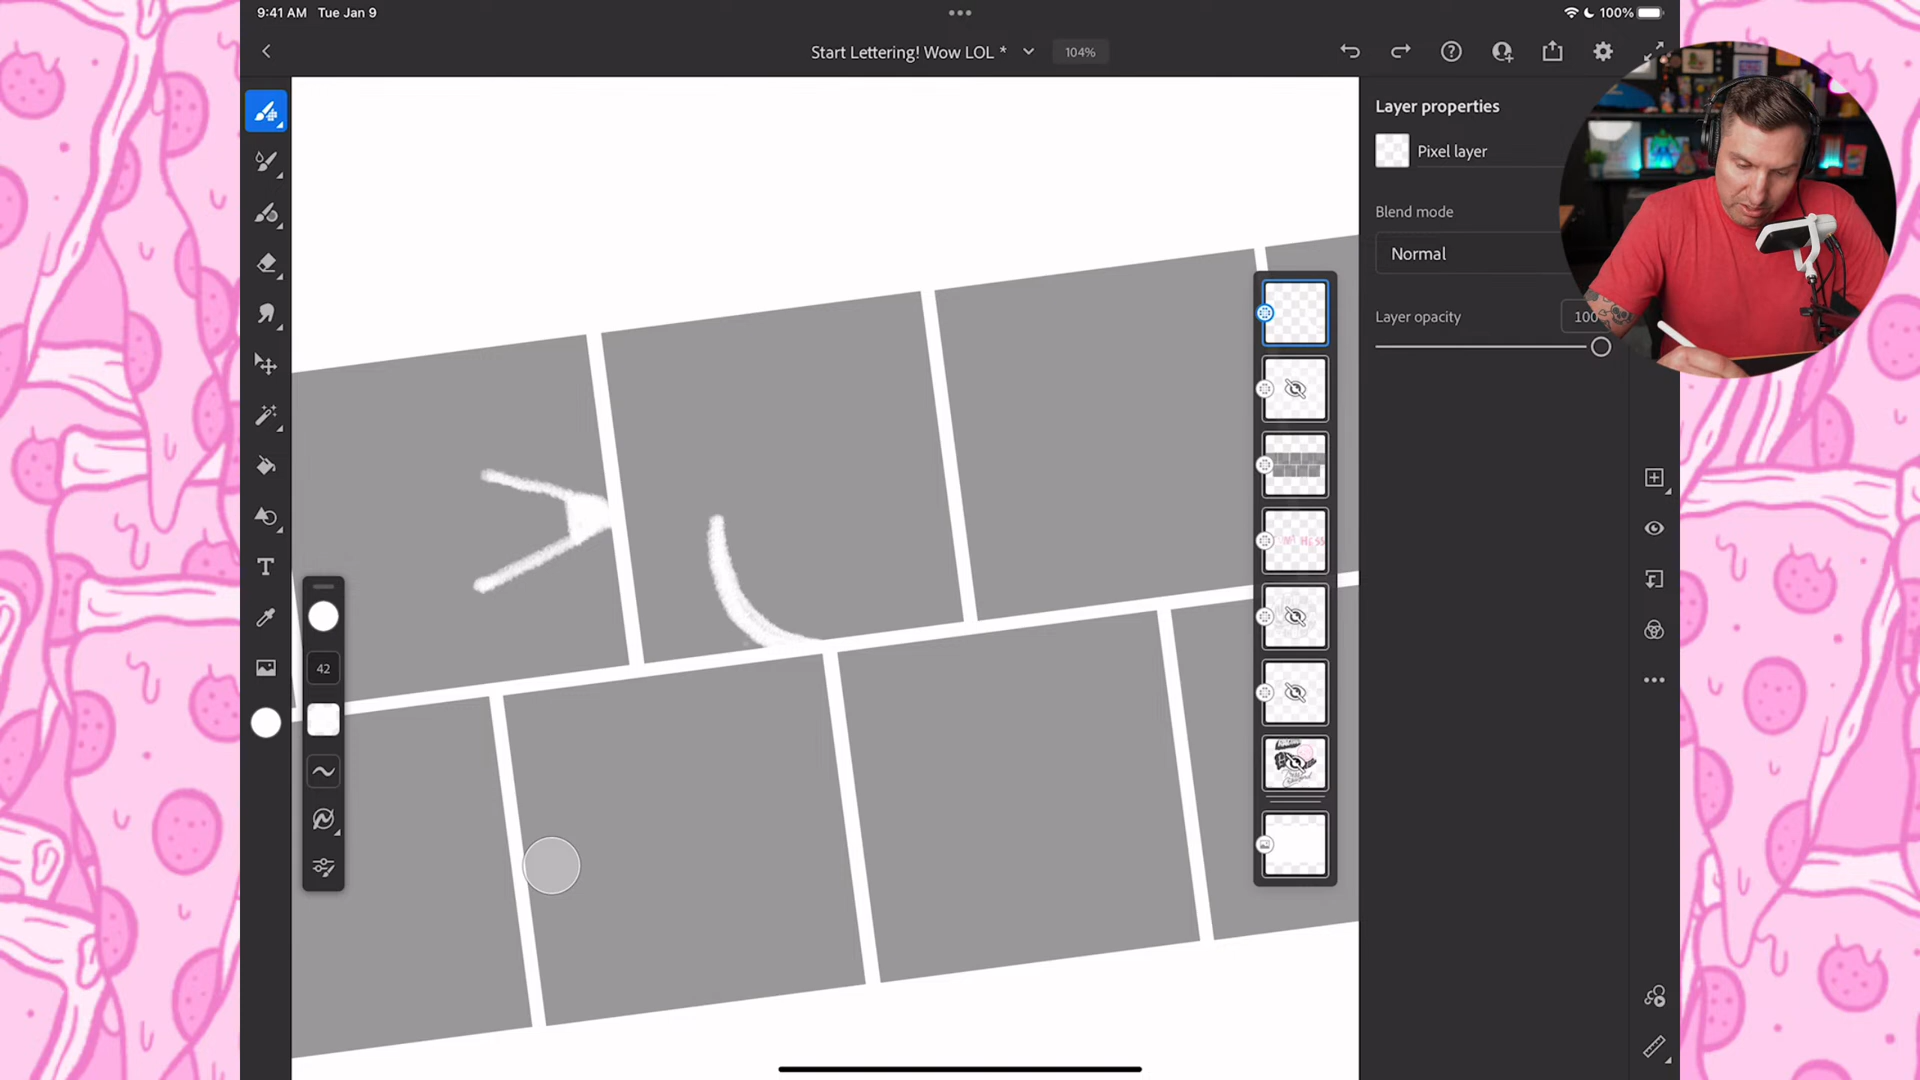 9:41 AM Tue Jan 9
100%
Start Lettering! Wow LOL *
104%
Layer properties
Pixel layer
Blend mode
Normal
Layer opacity
100
42
T